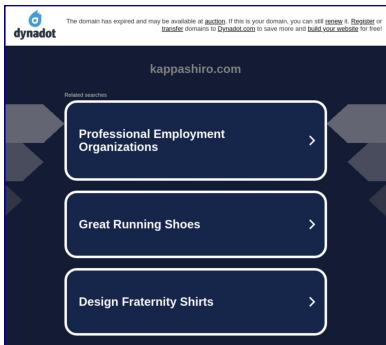 dynadot
The domain has expired and may be available at auction. If this is your domain, you can still renew it. Register or
transfer domains to Dynadot.com to save more and build your website for free!
kappashiro.com
Related searches
Professional Employment
Organizations
Great Running Shoes
Design Fraternity Shirts